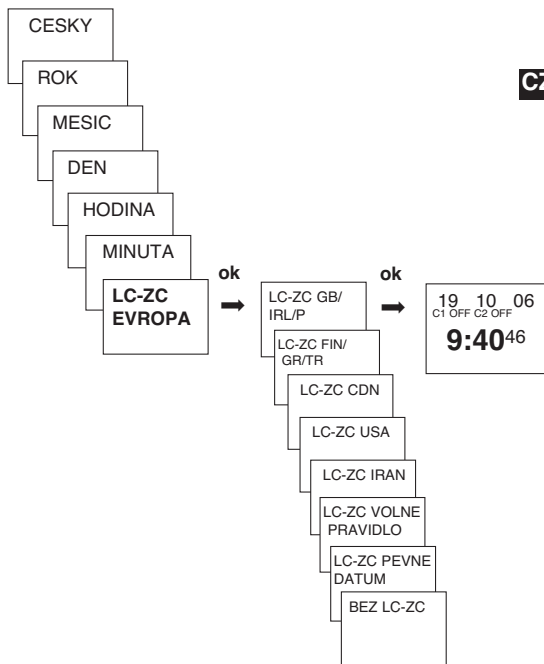 CESKY
CZ
ROK
MESIC
DEN
HODINA
MINUTA
LC-ZC
EVROPA
ok
ok
LC-ZC GB/
IRL/P
LC-ZC FIN/
GR/TR
LC-ZC CDN
LC-ZC USA
LC-ZC IRAN
LC-ZC VOLNE
PRAVIDLO
LC-ZC PEVNE
DATUM
BEZ LC-ZC
19 10 06
C1 OFF C2 OFF
9:40 46